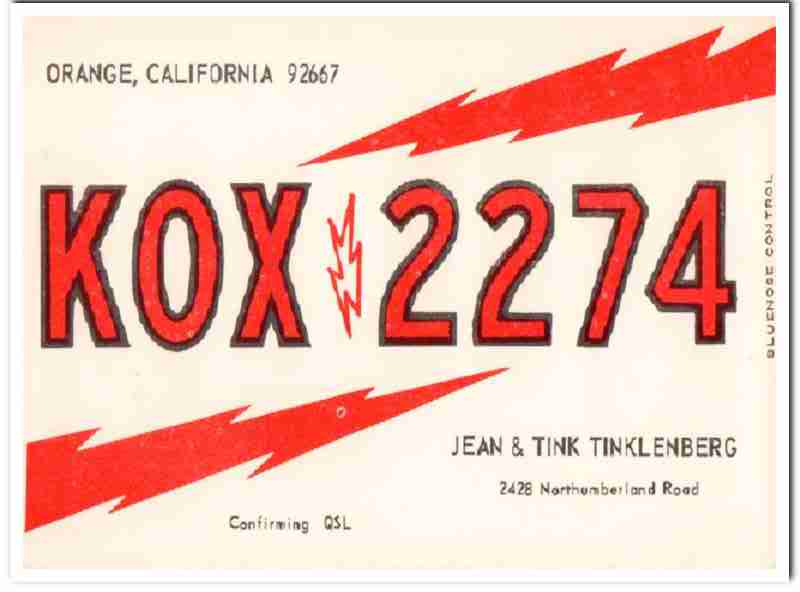 ORANGE, CALIFORNIA 92667
KOX 2274
BLUENOSE CONTROL
JEAN & TINK TINKLENBERG
2428 Northumberland Road
Confirming QSL